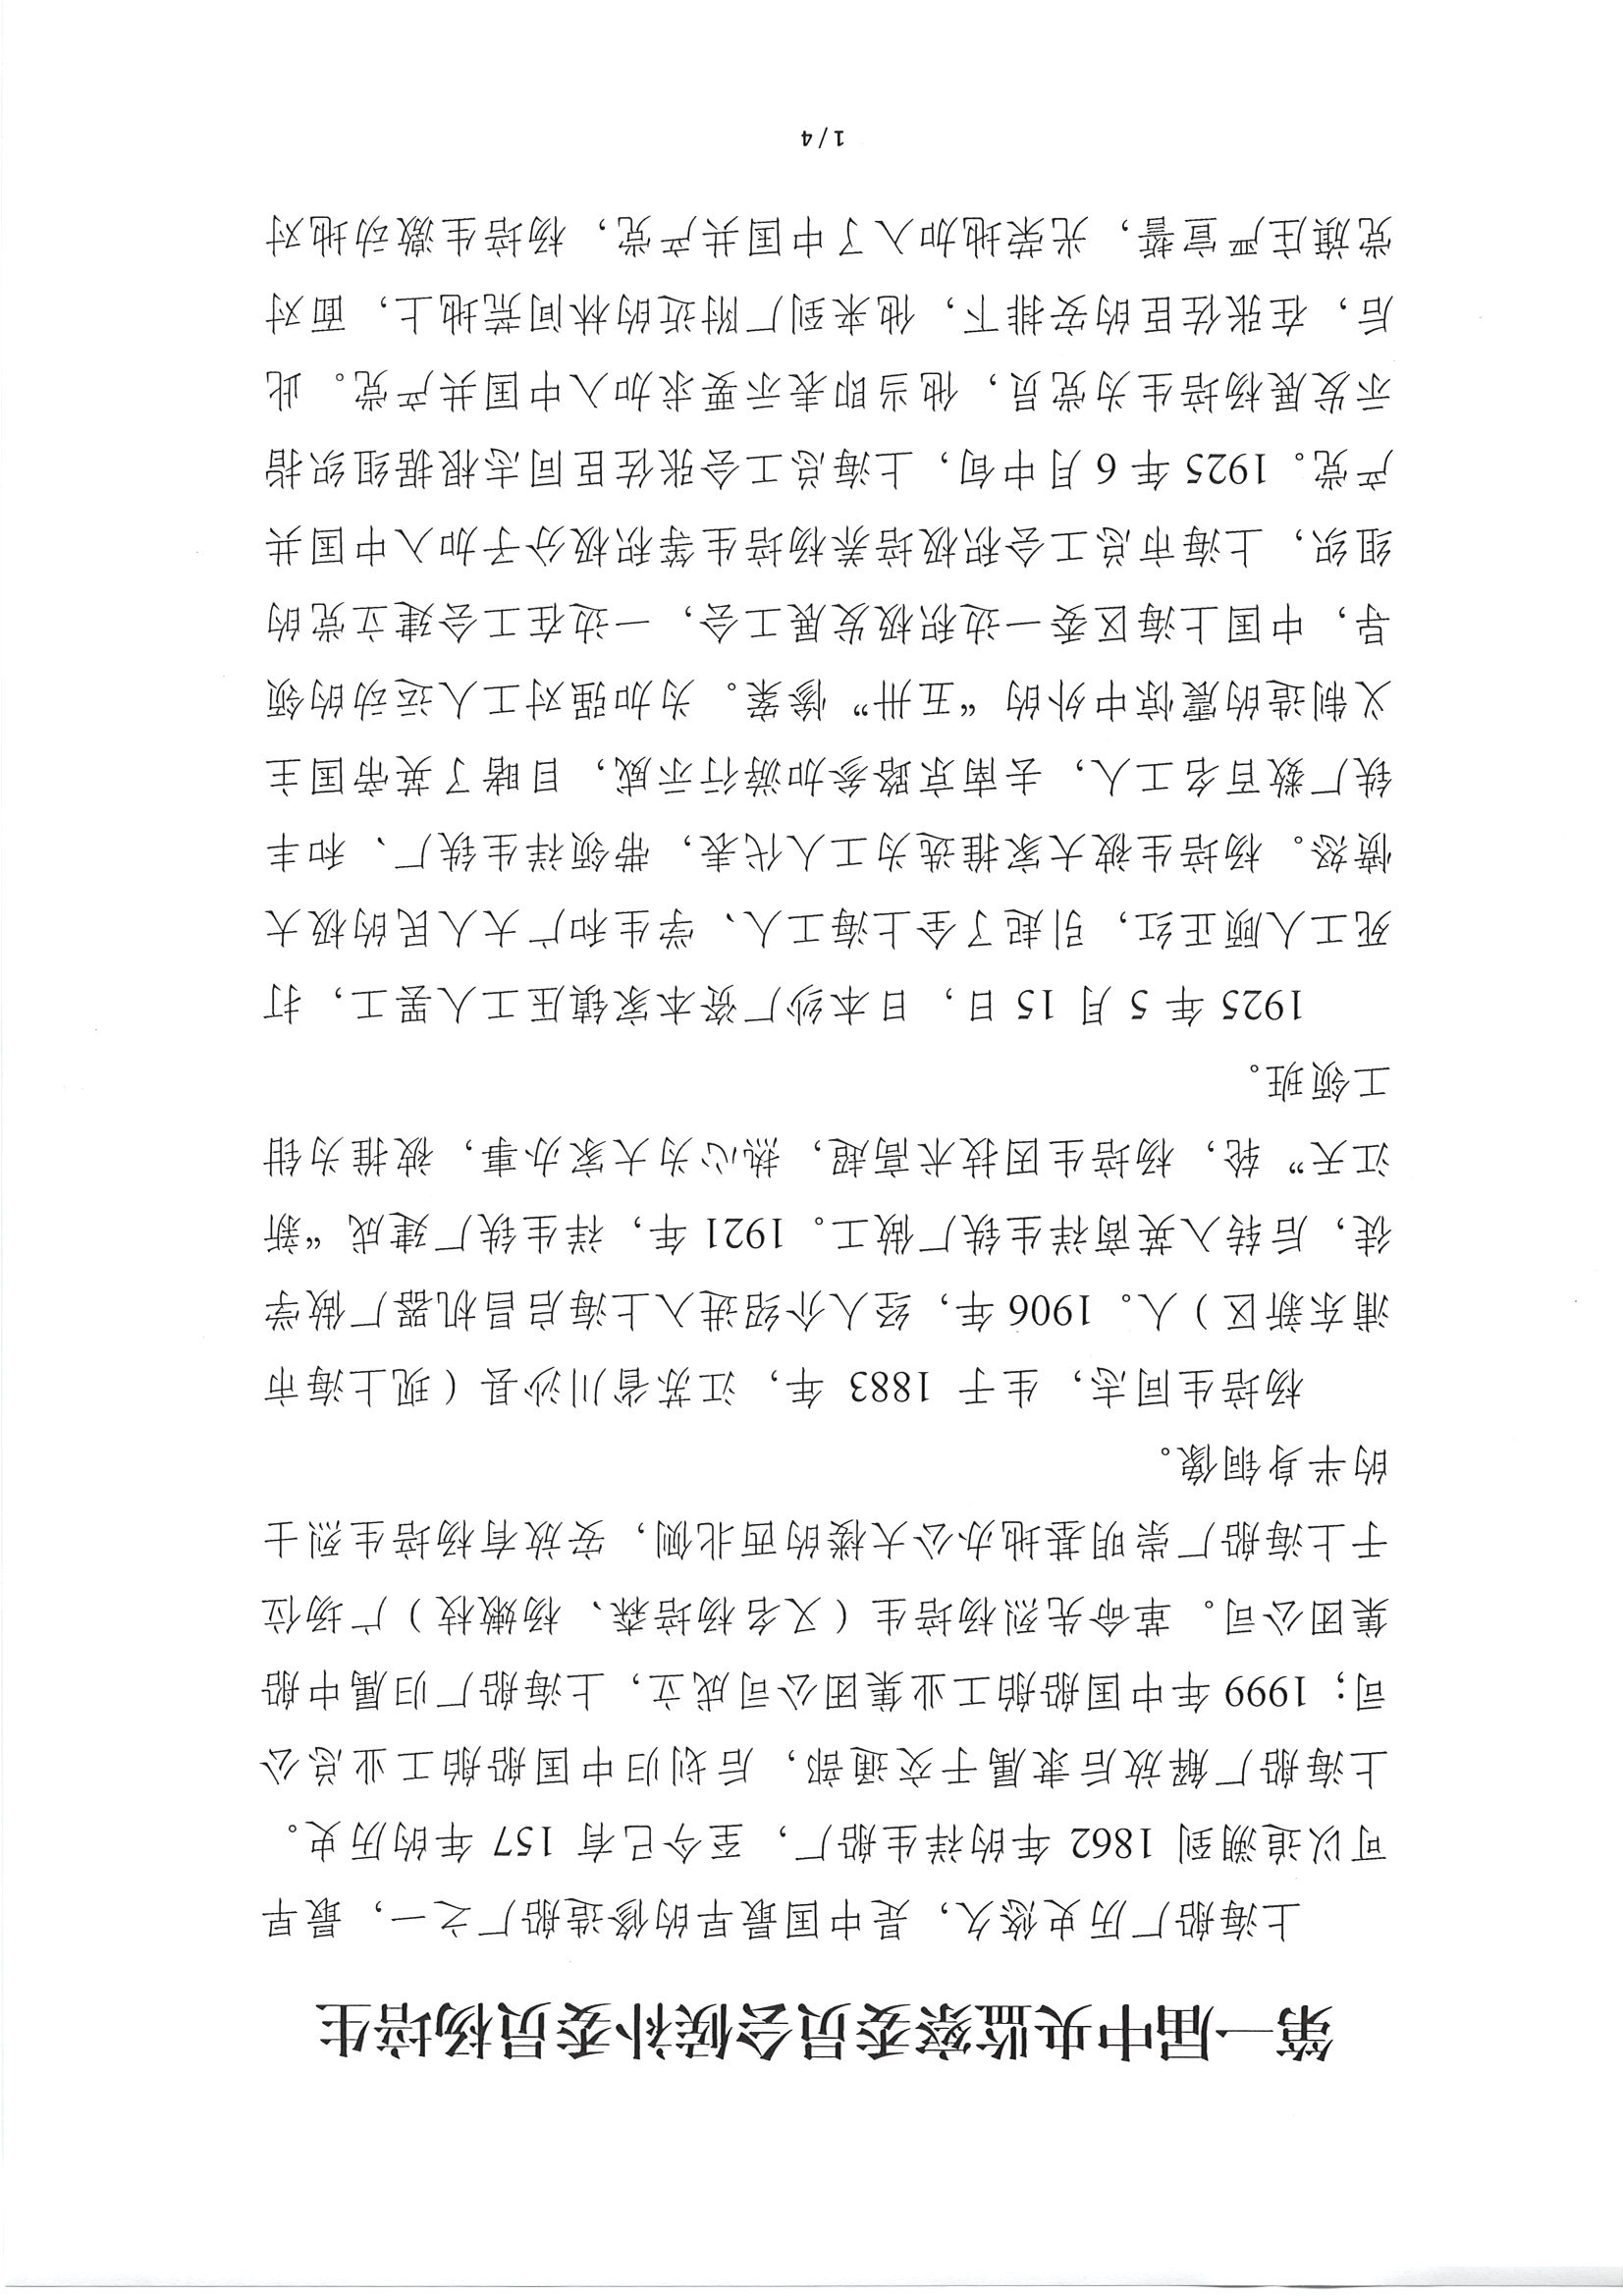 第一届中央监察委员会候补委员杨培生
上海船厂历史悠久，是中国最早的修造船厂之一，最早
可以追溯到 1862 年的祥生船厂，至今已有 157 年的历史。
上海船厂解放后隶属于交通部，后划归中国船舶工业总公
司；1999 年中国船舶工业集团公司成立，上海船厂归属中船
集团公司。革命先烈杨培生（又名杨培森、杨嫩枝）广场位
于上海船厂崇明基地办公大楼的西北侧，安放有杨培生烈士
的半身铜像。
杨培生同志，生于 1883 年，江苏省川沙县（现上海市
浦东新区）人。1906 年，经人介绍进入上海启昌机器厂做学
徒，后转入英商祥生铁厂做工。1921 年，祥生铁厂建成“新
江天”轮，杨培生因技术高超，热心为大家办事，被推为钳
工领班。
1925 年 5 月 15 日，日本纱厂资本家镇压工人罢工，打
死工人顾正红，引起了全上海工人、学生和广大人民的极大
愤怒。杨培生被大家推选为工人代表，带领祥生铁厂、和丰
铁厂数百名工人，去南京路参加游行示威，目睹了英帝国主
义制造的震惊中外的“五卅”惨案。为加强对工人运动的领
导，中国上海区委一边积极发展工会，一边在工会建立党的
组织，上海市总工会积极培养杨培生等积极分子加入中国共
产党。1925 年 6 月中旬，上海总工会张佐臣同志根据组织指
示发展杨培生为党员，他当即表示要求加入中国共产党。此
后，在张佐臣的安排下，他来到厂附近的林间荒地上，面对
党旗庄严宣誓，光荣地加入了中国共产党，杨培生激动地对
1/4